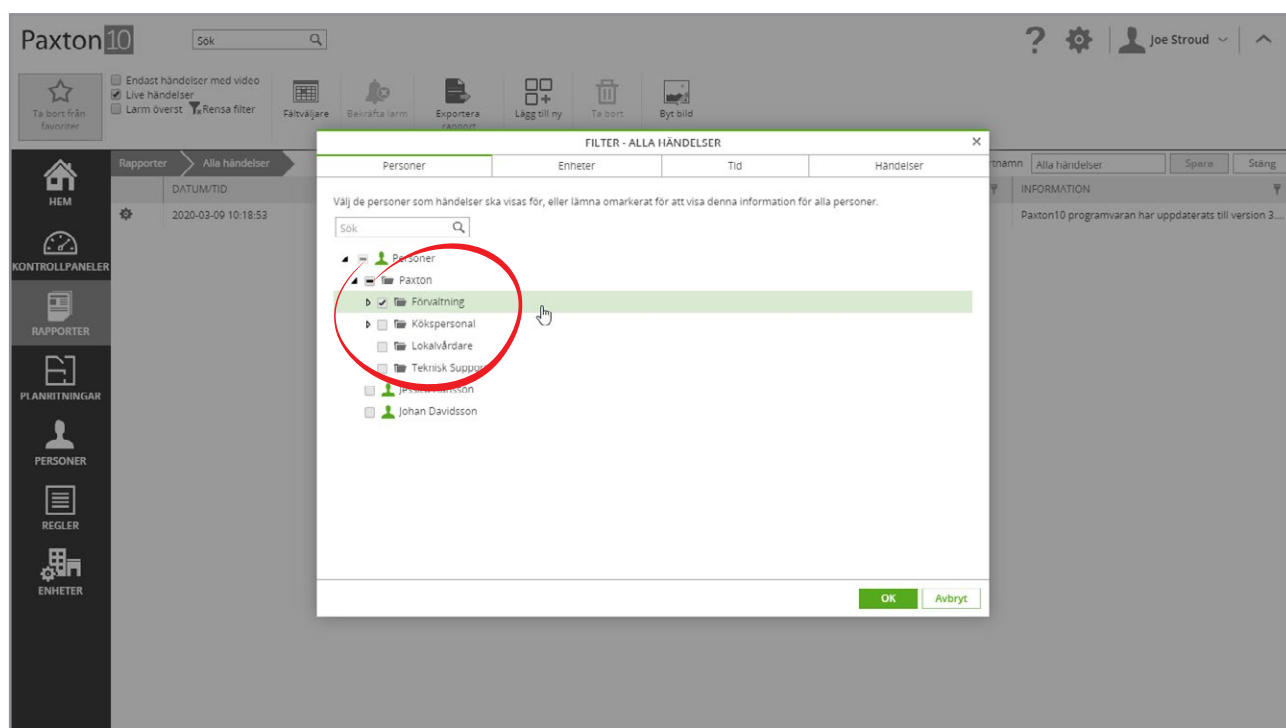 Paxton10
Sök
Joe Stroud
Ta bort från
favoriter
Endast händelser med video
Live händelser
Larm överst Rensa filter
Fältväljare
Bekräfta larm
Exportera
rapport
Lägg till ny
Ta bort
Byt bild
HEM
KONTROLLPANELER
RAPPORTER
PLANRITNINGAR
PERSONER
REGLER
ENHETER
Rapporter Alla händelser
tnamn Alla händelser Spara Stäng
DATUM/TID INFORMATION
2020-03-09 10:18:53 Paxton10 programvaran har uppdaterats till version 3....
FILTER - ALLA HÄNDELSER
Personer Enheter Tid Händelser
Välj de personer som händelser ska visas för, eller lämna omarkerat för att visa denna information för alla personer.
Sök
Personer
Paxton
Förvaltning
Kökspersonal
Lokalvårdare
Teknisk Support
Johan Davidsson
OK Avbryt